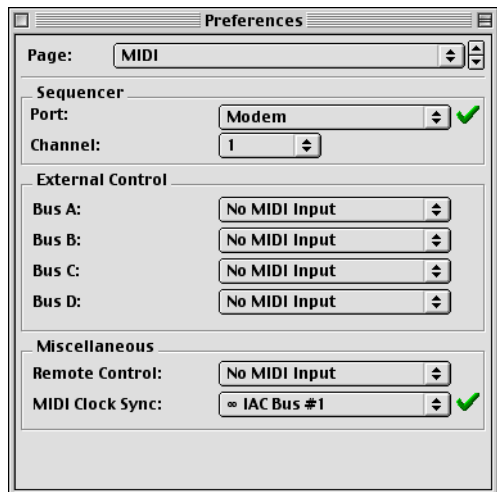 Preferences
Page: MIDI
Sequencer
Port: Modem
Channel: 1
External Control
Bus A: No MIDI Input
Bus B: No MIDI Input
Bus C: No MIDI Input
Bus D: No MIDI Input
Miscellaneous
Remote Control: No MIDI Input
MIDI Clock Sync: ∞ IAC Bus #1